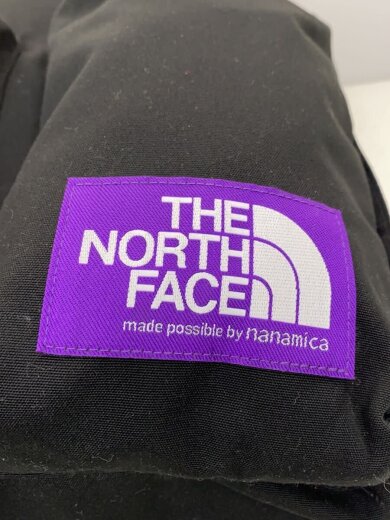 THE
NORTH
FACE
made possible by nanamica